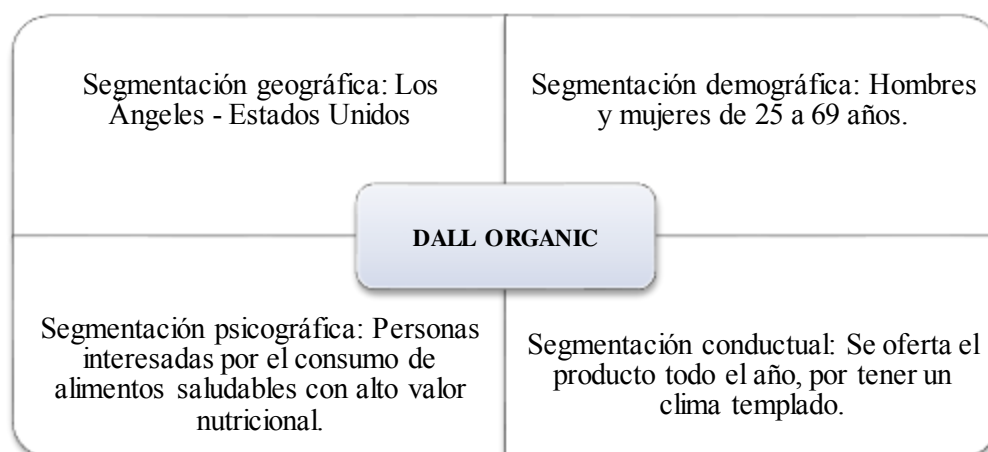 Segmentación geográfica: Los
Ángeles - Estados Unidos
Segmentación demográfica: Hombres
y mujeres de 25 a 69 años.
DALL ORGANIC
Segmentación psicográfica: Personas
interesadas por el consumo de
alimentos saludables con alto valor
nutricional.
Segmentación conductual: Se oferta el
producto todo el año, por tener un
clima templado.